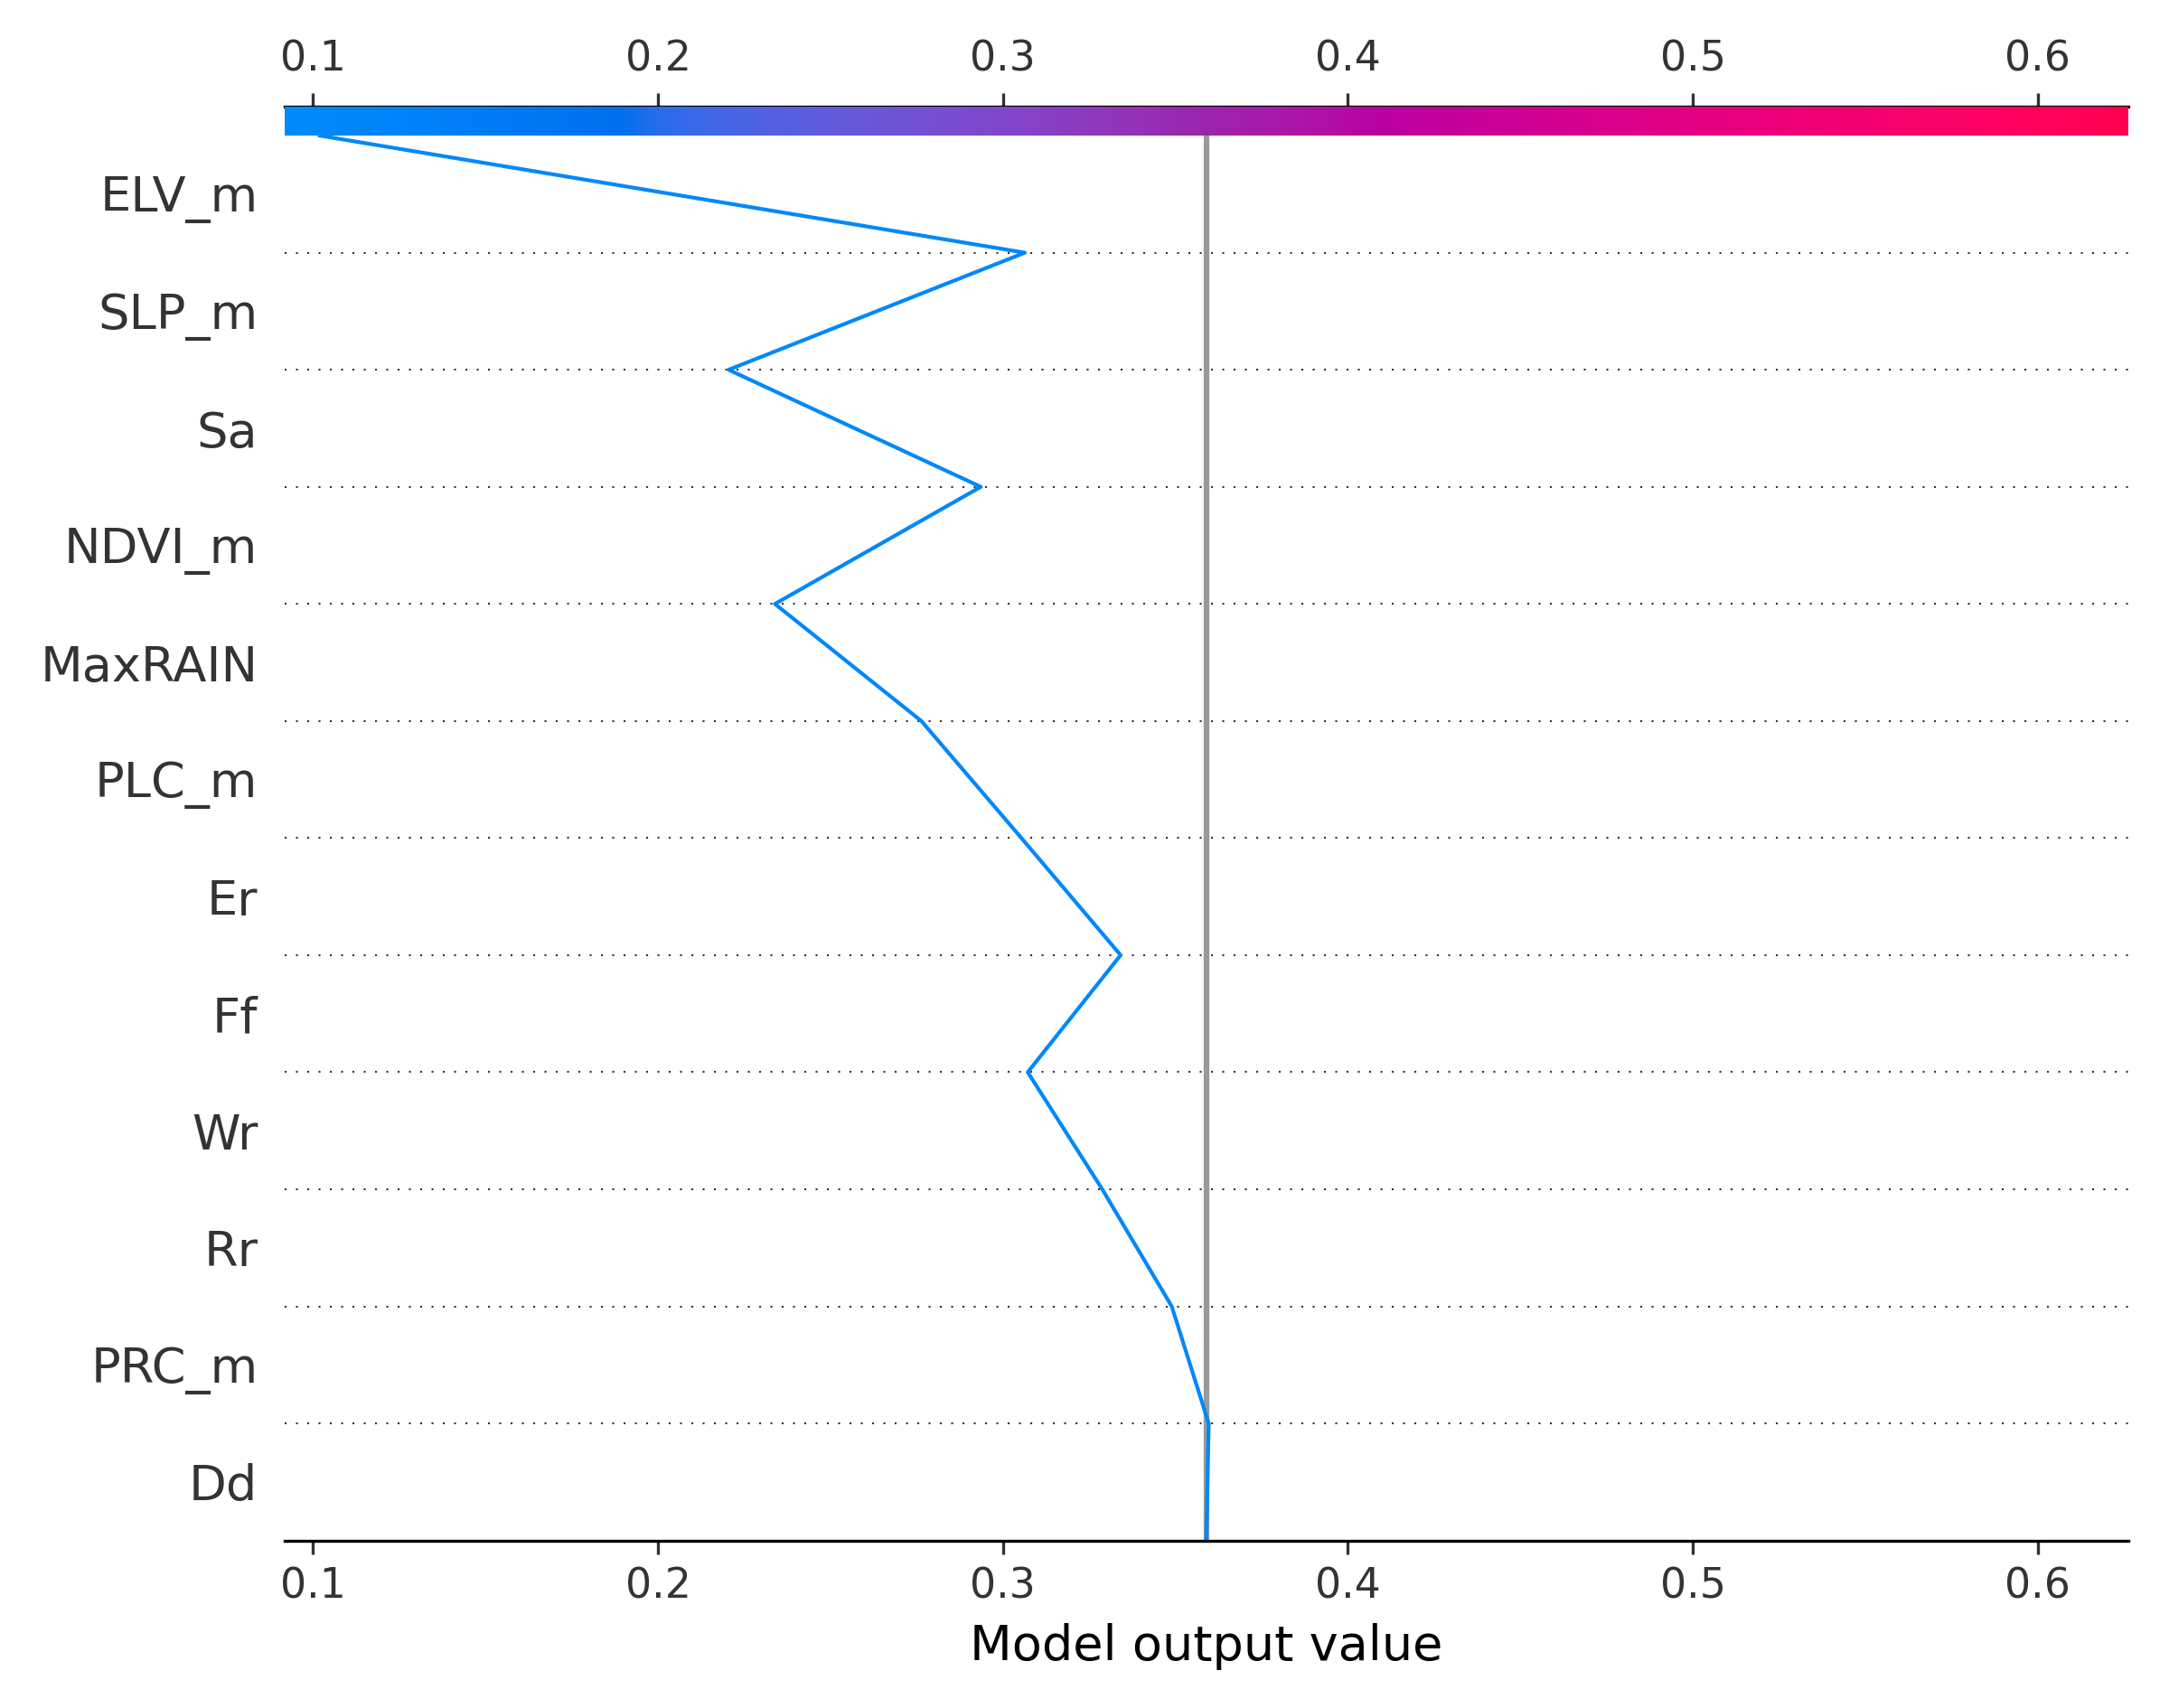 0.1 0.2 0.3 0.4 0.5 0.6
ELV_m
SLP_m
Sa
NDVI_m
MaxRAIN
PLC_m
Er
Ff
Wr
Rr
PRC_m
Dd
0.1 0.2 0.3 0.4 0.5 0.6
Model output value